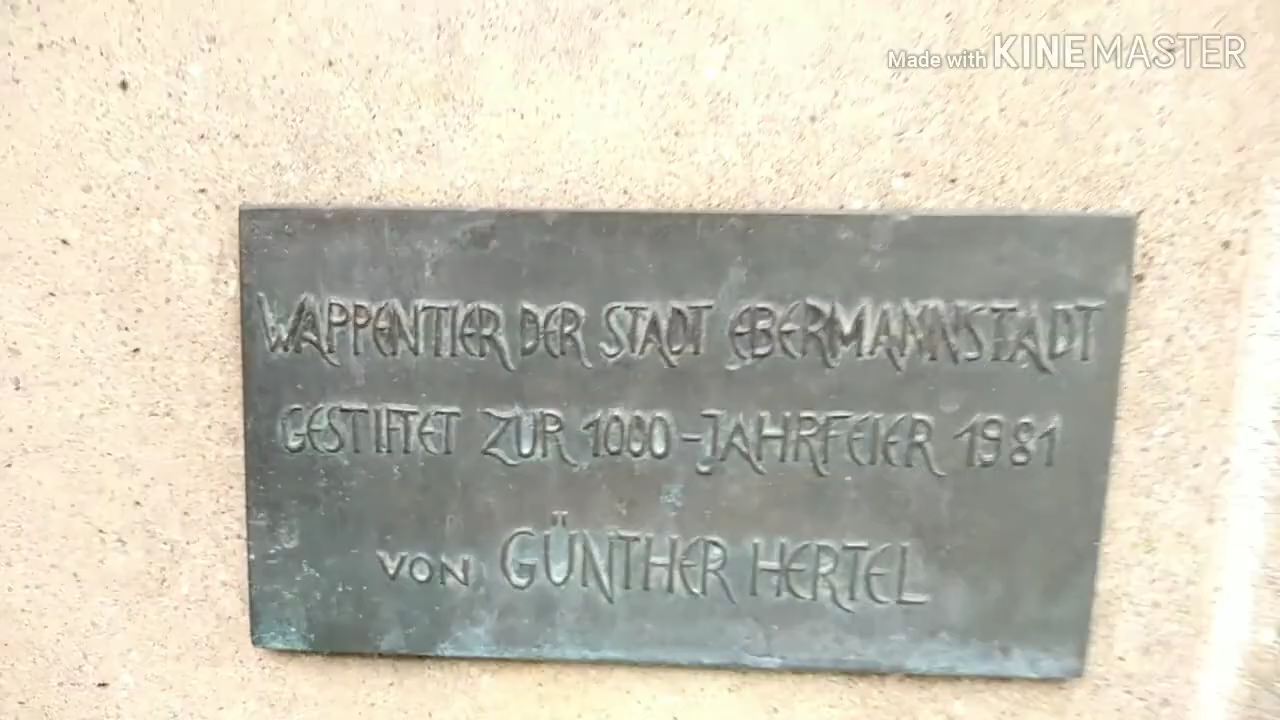 Made with KINEMASTER
WAPPENTIER DER STADT EBERMANNSTADT
GESTIFTET ZUR 1000-JAHRFEIER 1981
VON GÜNTHER HERTEL